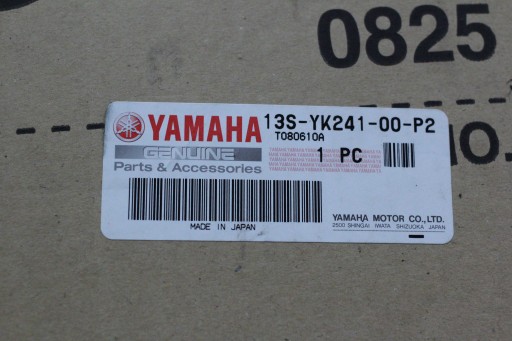 0825
no.
YAMAHA
GENUINE
Parts & Accessories
13S-YK241-00-P2
T080610A
1 PC
MADE IN JAPAN
YAMAHA MOTOR CO.,LTD.
2500 SHINGAI IWATA SHIZUOKA JAPAN